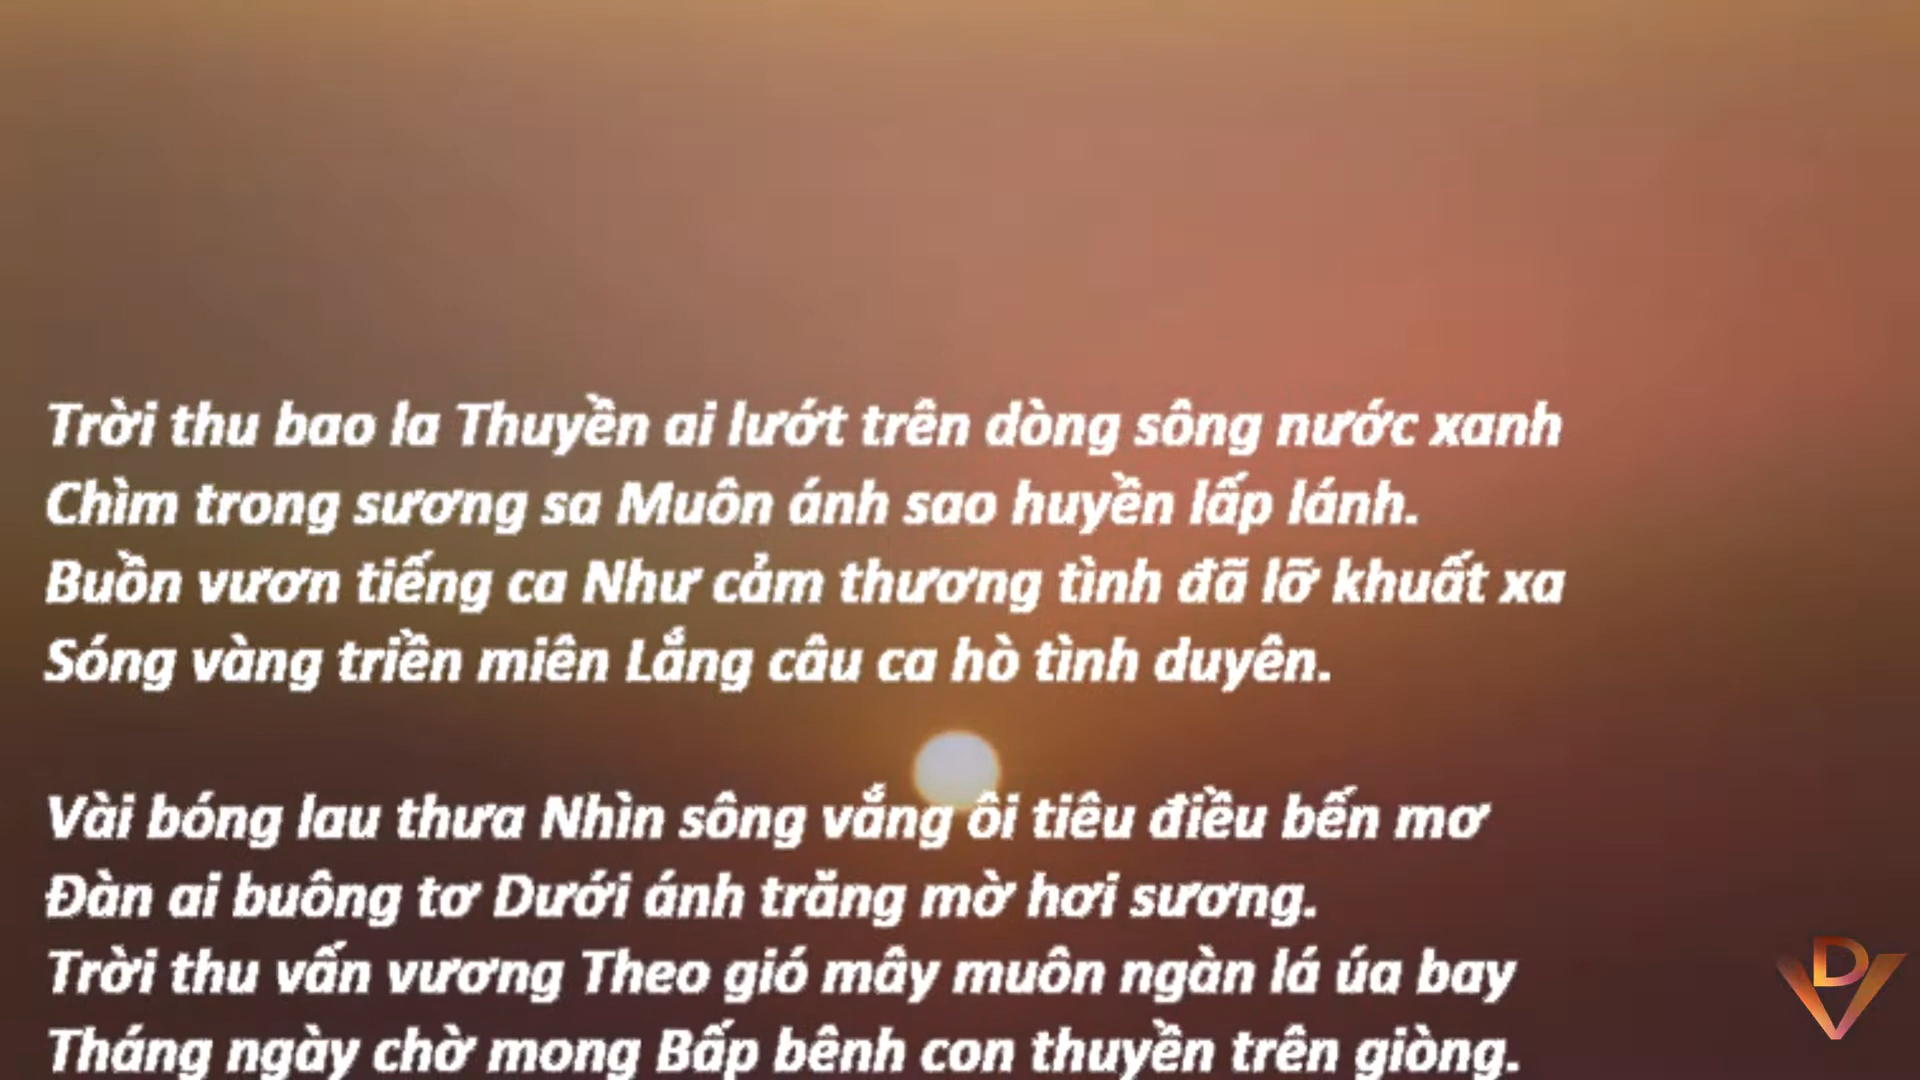 Trời thu bao la Thuyền ai lướt trên dòng sông nước xanh
Chìm trong sương sa Muôn ánh sao huyền lấp lánh.
Buồn vươn tiếng ca Như cảm thương tình đã lỡ khuất xa
Sóng vàng triền miên Lắng câu ca hò tình duyên.
Vài bóng lau thưa Nhìn sông vắng ôi tiêu điều bến mơ
Đàn ai buông tơ Dưới ánh trăng mờ hơi sương.
Trời thu vấn vương Theo gió mây muôn ngàn lá úa bay
Tháng ngày chờ mong Bấp bênh con thuyền trên giòng.
DV